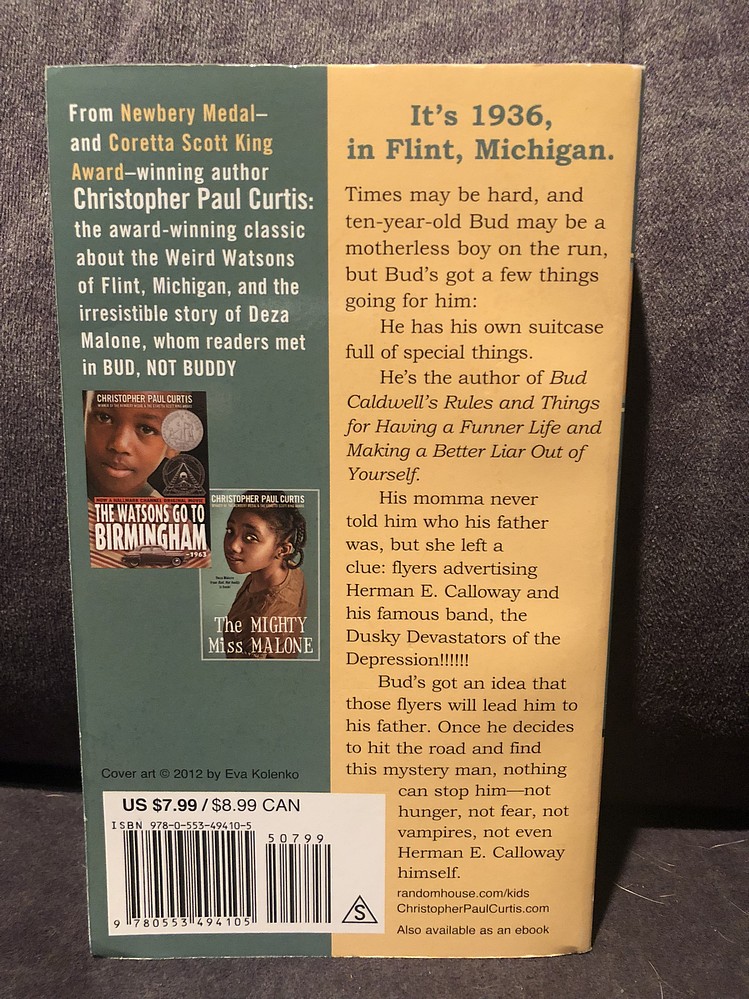 From Newbery Medal–
and Coretta Scott King
Award–winning author
Christopher Paul Curtis:
the award-winning classic
about the Weird Watsons
of Flint, Michigan, and the
irresistible story of Deza
Malone, whom readers met
in BUD, NOT BUDDY
CHRISTOPHER PAUL CURTIS
NOW A HALLMARK CHANNEL ORIGINAL MOVIE
THE WATSONS GO TO
BIRMINGHAM
–1963
CHRISTOPHER PAUL CURTIS
The MIGHTY
Miss MALONE
Cover art © 2012 by Eva Kolenko
US $7.99 / $8.99 CAN
ISBN 978-0-553-49410-5
50799
9 780553 494105
S
It's 1936,
in Flint, Michigan.
Times may be hard, and
ten-year-old Bud may be a
motherless boy on the run,
but Bud's got a few things
going for him:
He has his own suitcase
full of special things.
He's the author of Bud
Caldwell's Rules and Things
for Having a Funner Life and
Making a Better Liar Out of
Yourself.
His momma never
told him who his father
was, but she left a
clue: flyers advertising
Herman E. Calloway and
his famous band, the
Dusky Devastators of the
Depression!!!!!!
Bud's got an idea that
those flyers will lead him to
his father. Once he decides
to hit the road and find
this mystery man, nothing
can stop him—not
hunger, not fear, not
vampires, not even
Herman E. Calloway
himself.
randomhouse.com/kids
ChristopherPaulCurtis.com
Also available as an ebook